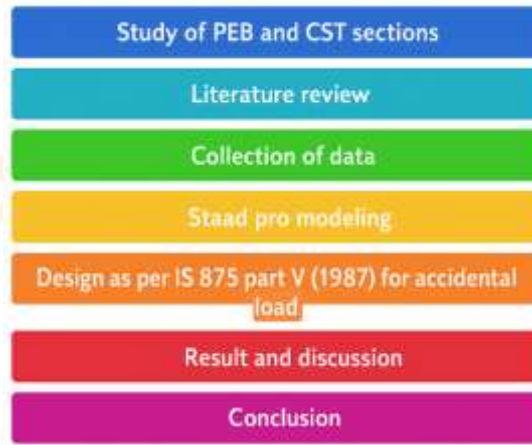 Study of PEB and CST sections
Literature review
Collection of data
Staad pro modeling
Design as per IS 875 part V (1987) for accidental
load
Result and discussion
Conclusion